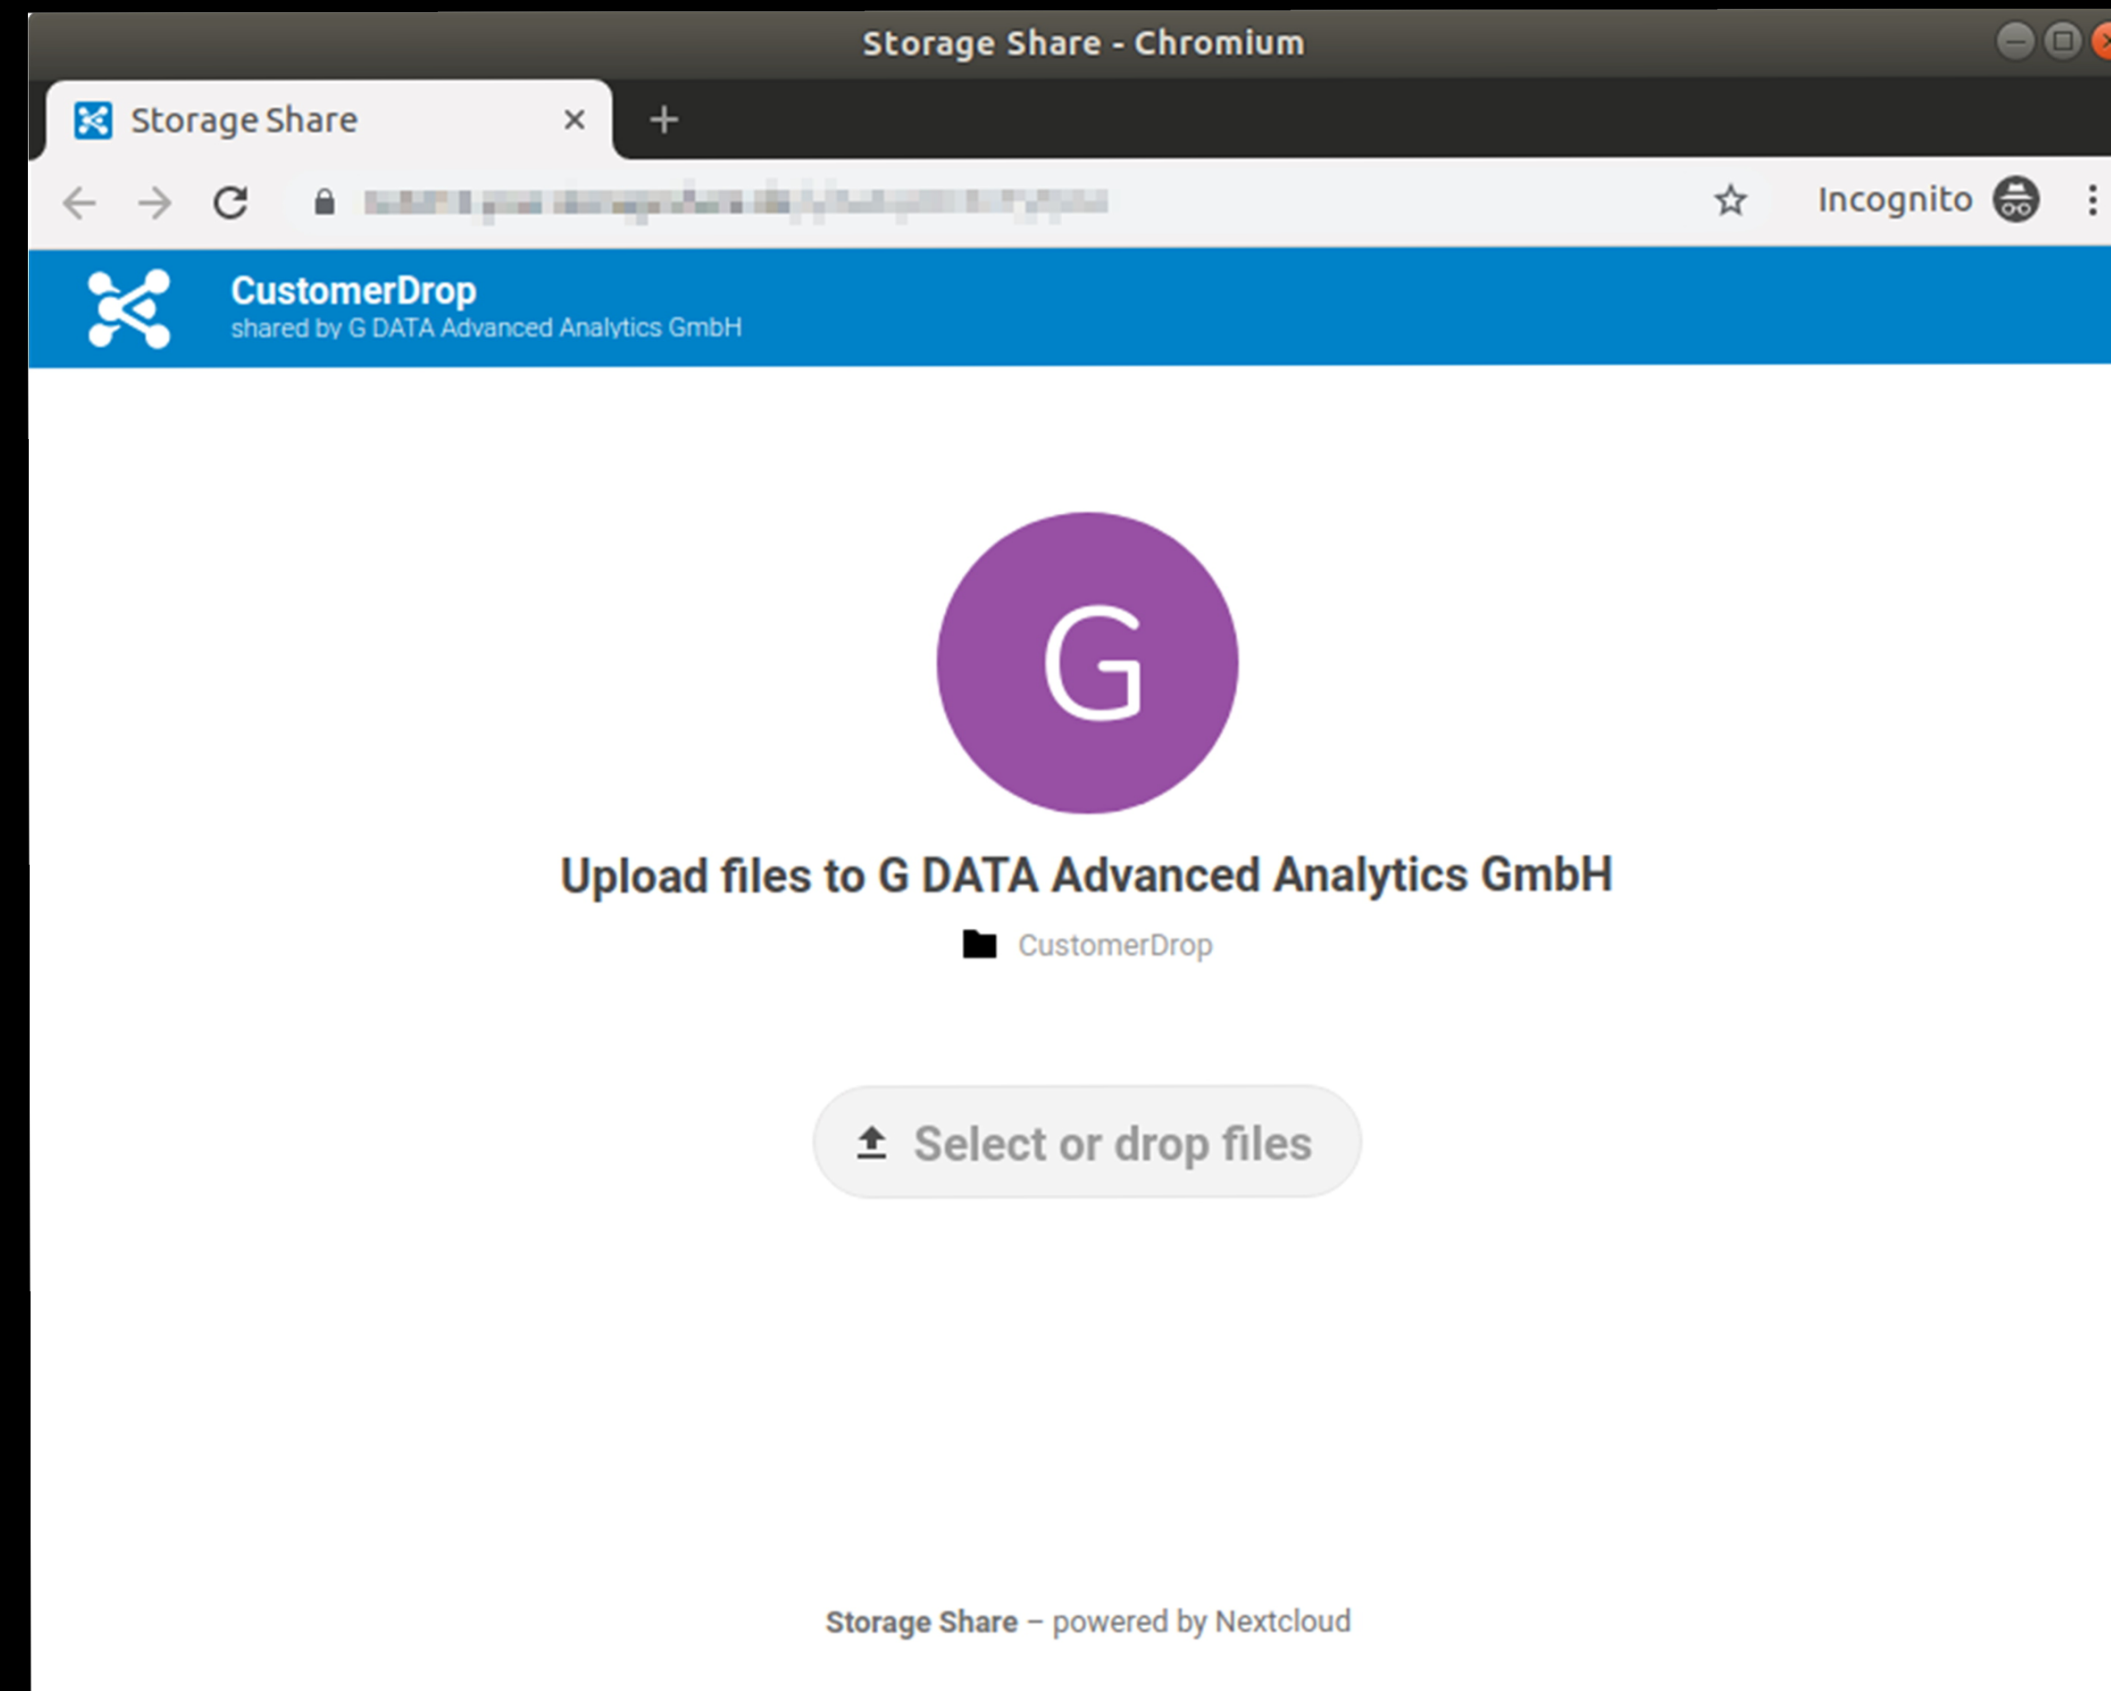 Storage Share - Chromium
Storage Share
Incognito
CustomerDrop
shared by G DATA Advanced Analytics GmbH
G
Upload files to G DATA Advanced Analytics GmbH
CustomerDrop
Select or drop files
Storage Share – powered by Nextcloud